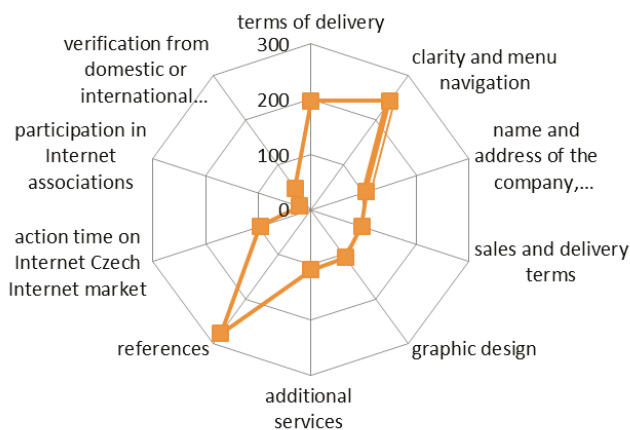 terms of delivery
300
200
100
0
clarity and menu
navigation
name and
address of the
company,...
sales and delivery
terms
graphic design
additional
services
references
action time on
Internet Czech
Internet market
participation in
Internet
associations
verification from
domestic or
international...